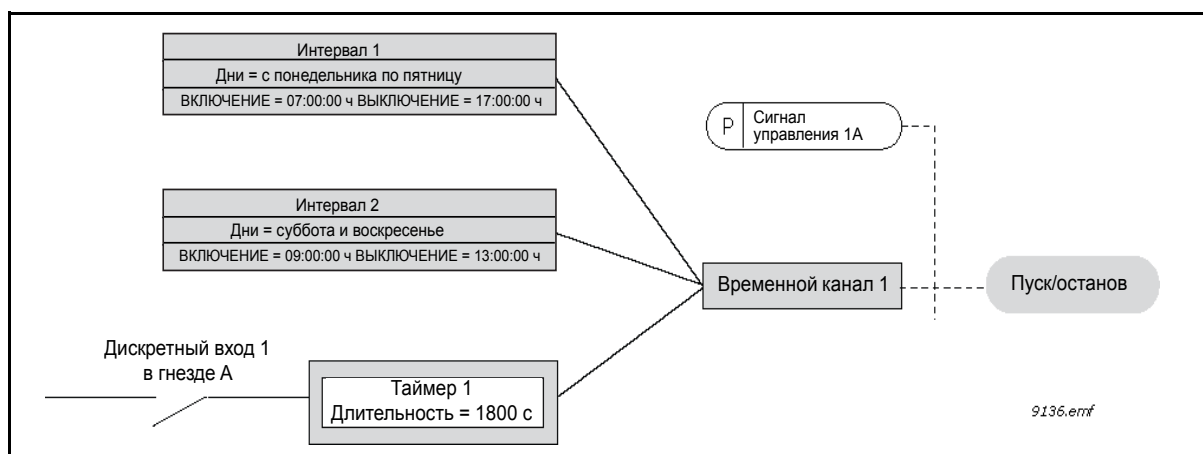 Интервал 1
Дни = с понедельника по пятницу
ВКЛЮЧЕНИЕ = 07:00:00 ч ВЫКЛЮЧЕНИЕ = 17:00:00 ч
P
Сигнал
управления 1А
Интервал 2
Дни = суббота и воскресенье
ВКЛЮЧЕНИЕ = 09:00:00 ч ВЫКЛЮЧЕНИЕ = 13:00:00 ч
Временной канал 1
Пуск/останов
Дискретный вход 1
в гнезде А
Таймер 1
Длительность = 1800 с
9136.emf